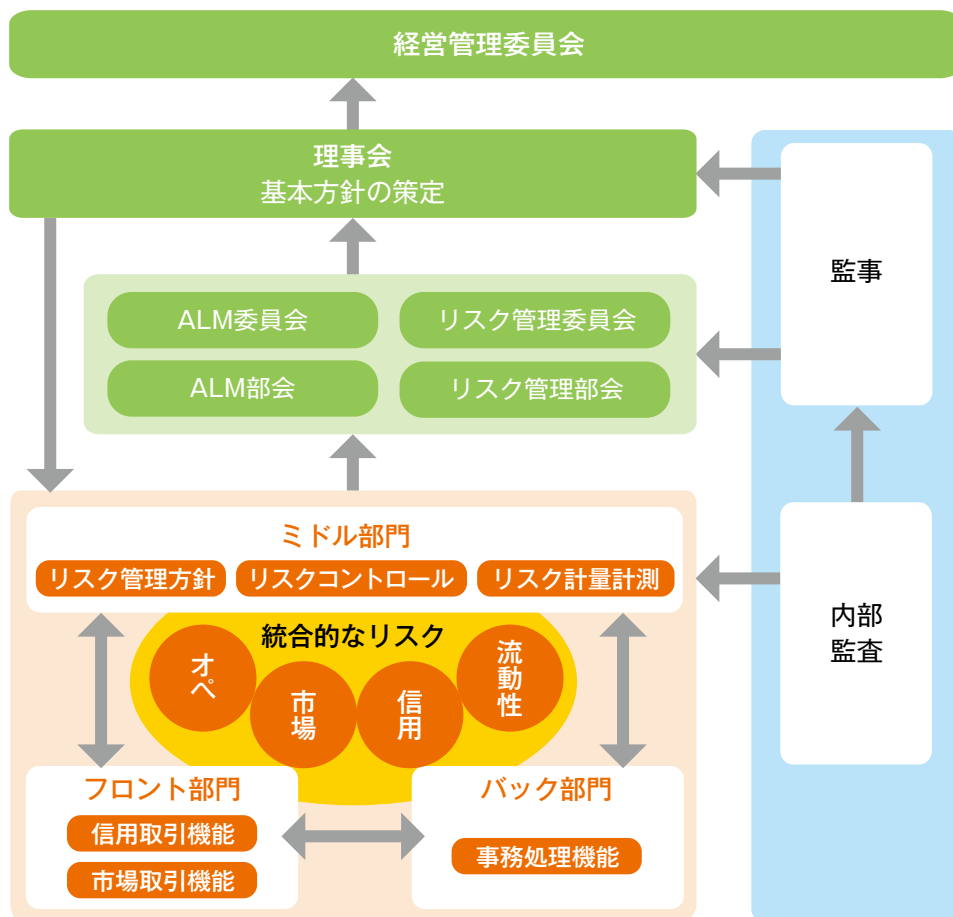 経営管理委員会
理事会
基本方針の策定
監事
ALM委員会
リスク管理委員会
ALM部会
リスク管理部会
ミドル部門
リスク管理方針
リスクコントロール
リスク計量計測
内部
監査
統合的なリスク
オペ
市場
信用
流動性
フロント部門
信用取引機能
市場取引機能
バック部門
事務処理機能